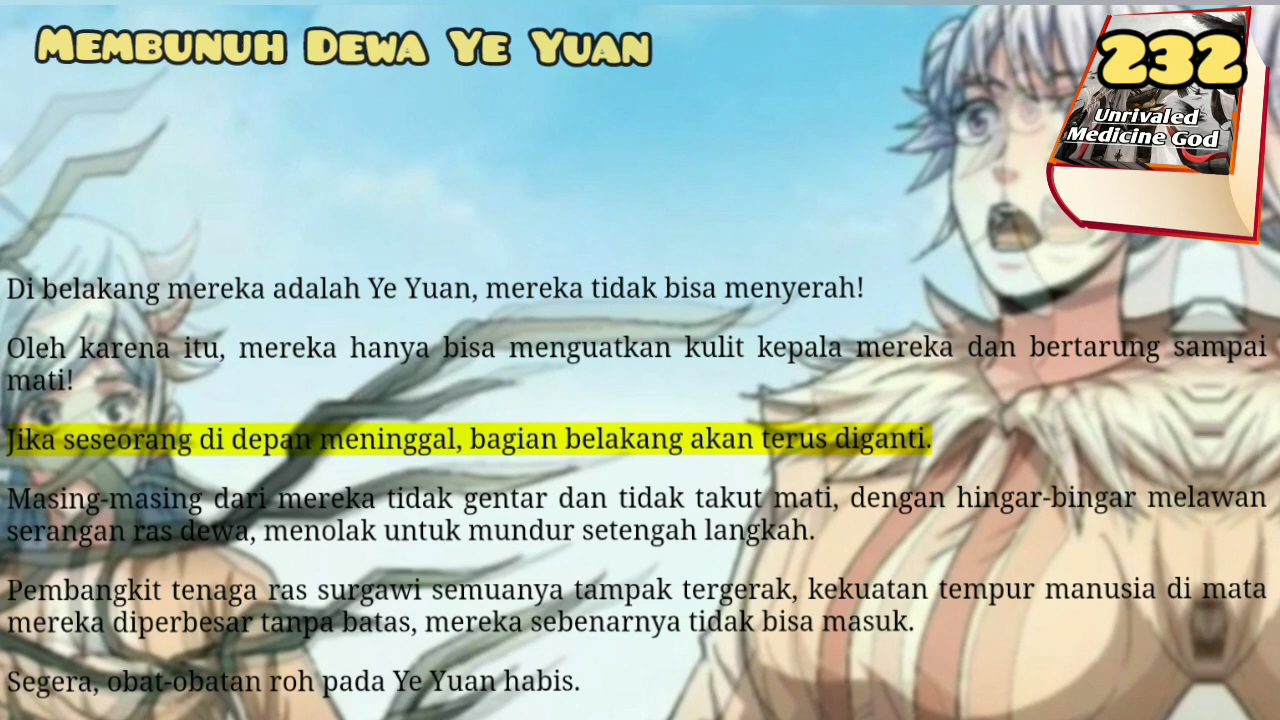 Membunuh Dewa Ye Yuan
232
Unrivaled
Medicine God
Di belakang mereka adalah Ye Yuan, mereka tidak bisa menyerah!
Oleh karena itu, mereka hanya bisa menguatkan kulit kepala mereka dan bertarung sampai
mati!
Jika seseorang di depan meninggal, bagian belakang akan terus diganti.
Masing-masing dari mereka tidak gentar dan tidak takut mati, dengan hingar-bingar melawan
serangan ras dewa, menolak untuk mundur setengah langkah.
Pembangkit tenaga ras surgawi semuanya tampak tergerak, kekuatan tempur manusia di mata
mereka diperbesar tanpa batas, mereka sebenarnya tidak bisa masuk.
Segera, obat-obatan roh pada Ye Yuan habis.